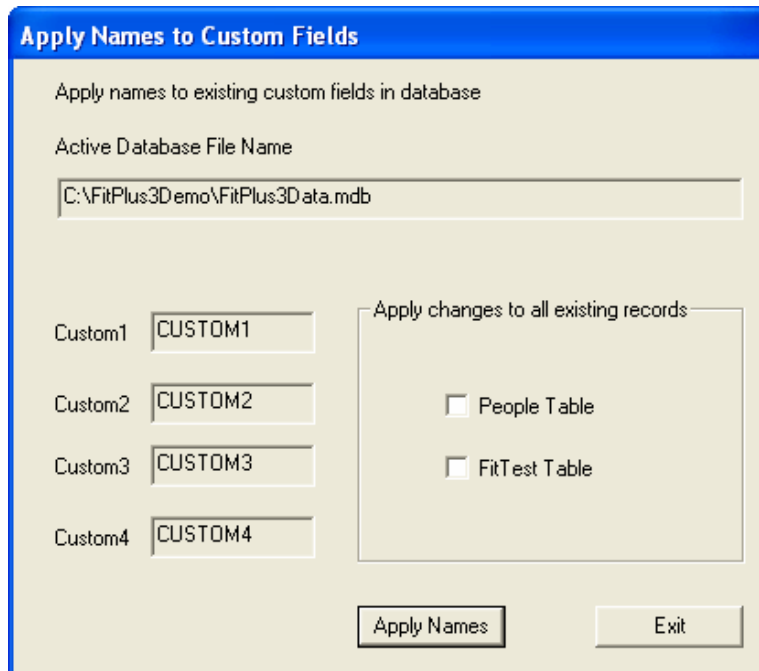 Apply Names to Custom Fields
Apply names to existing custom fields in database
Active Database File Name
C:\FitPlus3Demo\FitPlus3Data.mdb
Apply changes to all existing records
Custom1 CUSTOM1
Custom2 CUSTOM2
People Table
Custom3 CUSTOM3
FitTest Table
Custom4 CUSTOM4
Apply Names
Exit